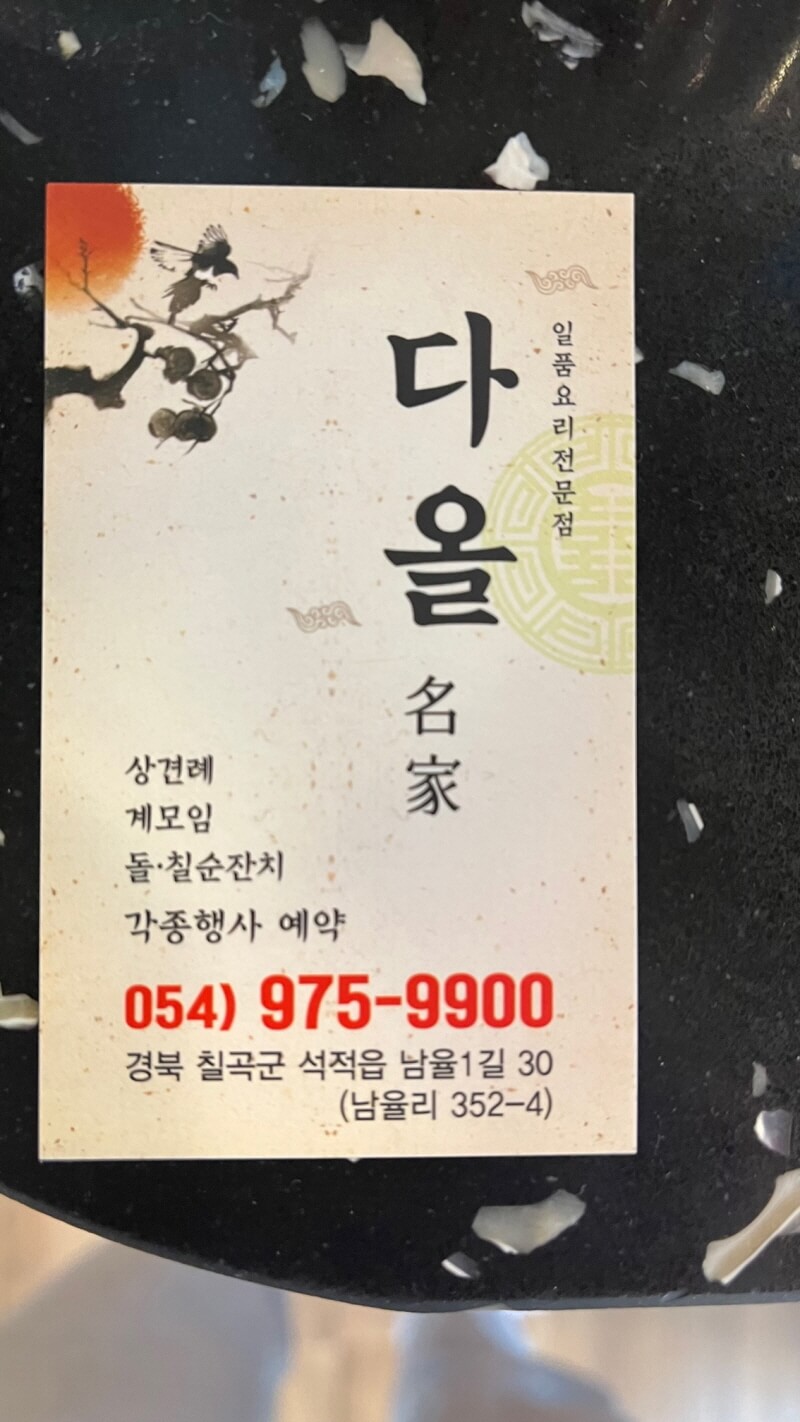 일품요리전문점
다올
名家
상견례
계모임
돌·칠순잔치
각종행사 예약
054) 975-9900
경북 칠곡군 석적읍 남율1길 30
(남율리 352-4)